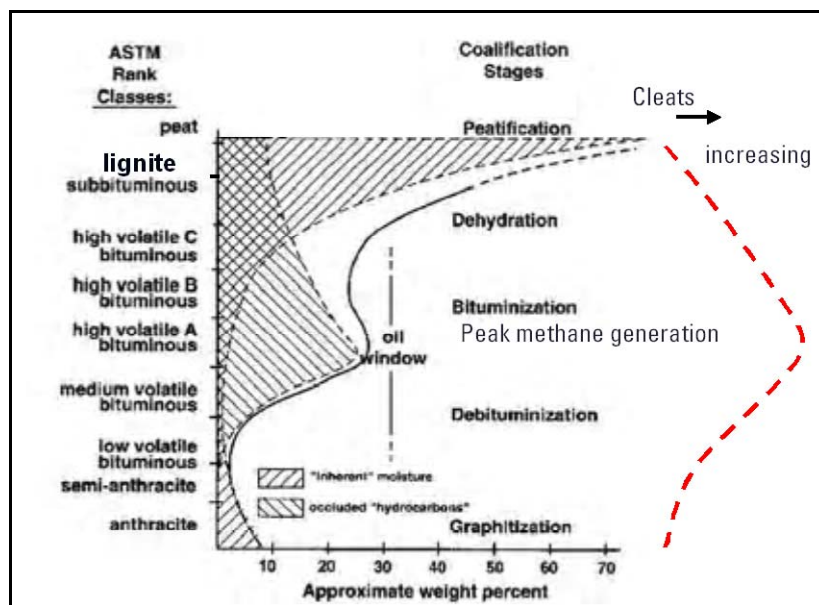 ASTM
Rank
Classes:
Coalification
Stages
Cleats
increasing
peat
lignite
subbituminous
high volatile C
bituminous
high volatile B
bituminous
high volatile A
bituminous
medium volatile
bituminous
low volatile
bituminous
semi-anthracite
anthracite
Peatification
Dehydration
Bituminization
Peak methane generation
oil
window
Debituminization
"inherent" moisture
occluded "hydrocarbons"
Graphitization
10 20 30 40 50 60 70
Approximate weight percent